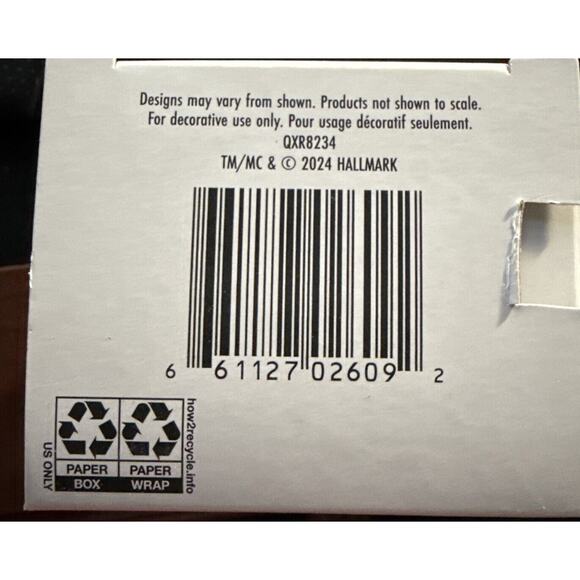 Designs may vary from shown. Products not shown to scale.
For decorative use only. Pour usage décoratif seulement.
QXR8234
TM/MC & © 2024 HALLMARK
6 61127 02609 2
how2recycle.info
PAPER PAPER
BOX WRAP
US ONLY